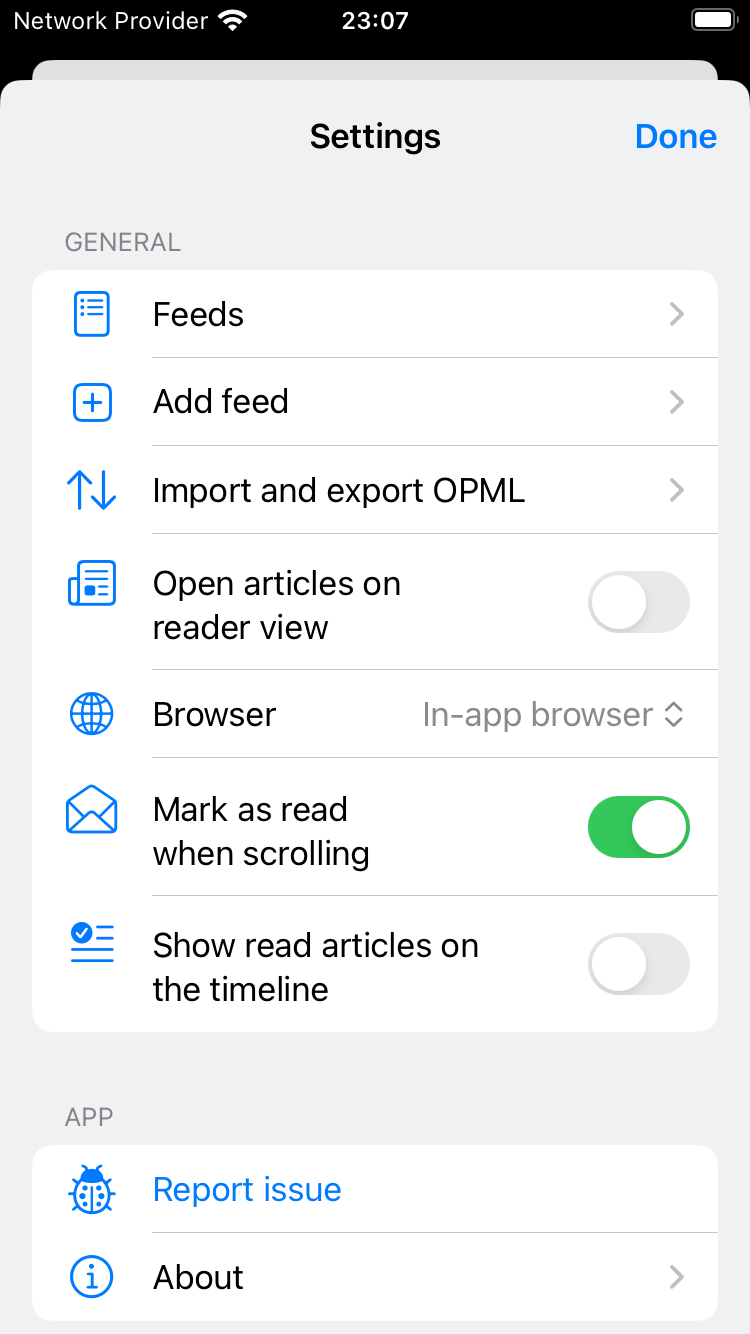 Network Provider 23:07
Settings Done
GENERAL
Feeds
Add feed
Import and export OPML
Open articles on
reader view
Browser In-app browser
Mark as read
when scrolling
Show read articles on
the timeline
APP
Report issue
About